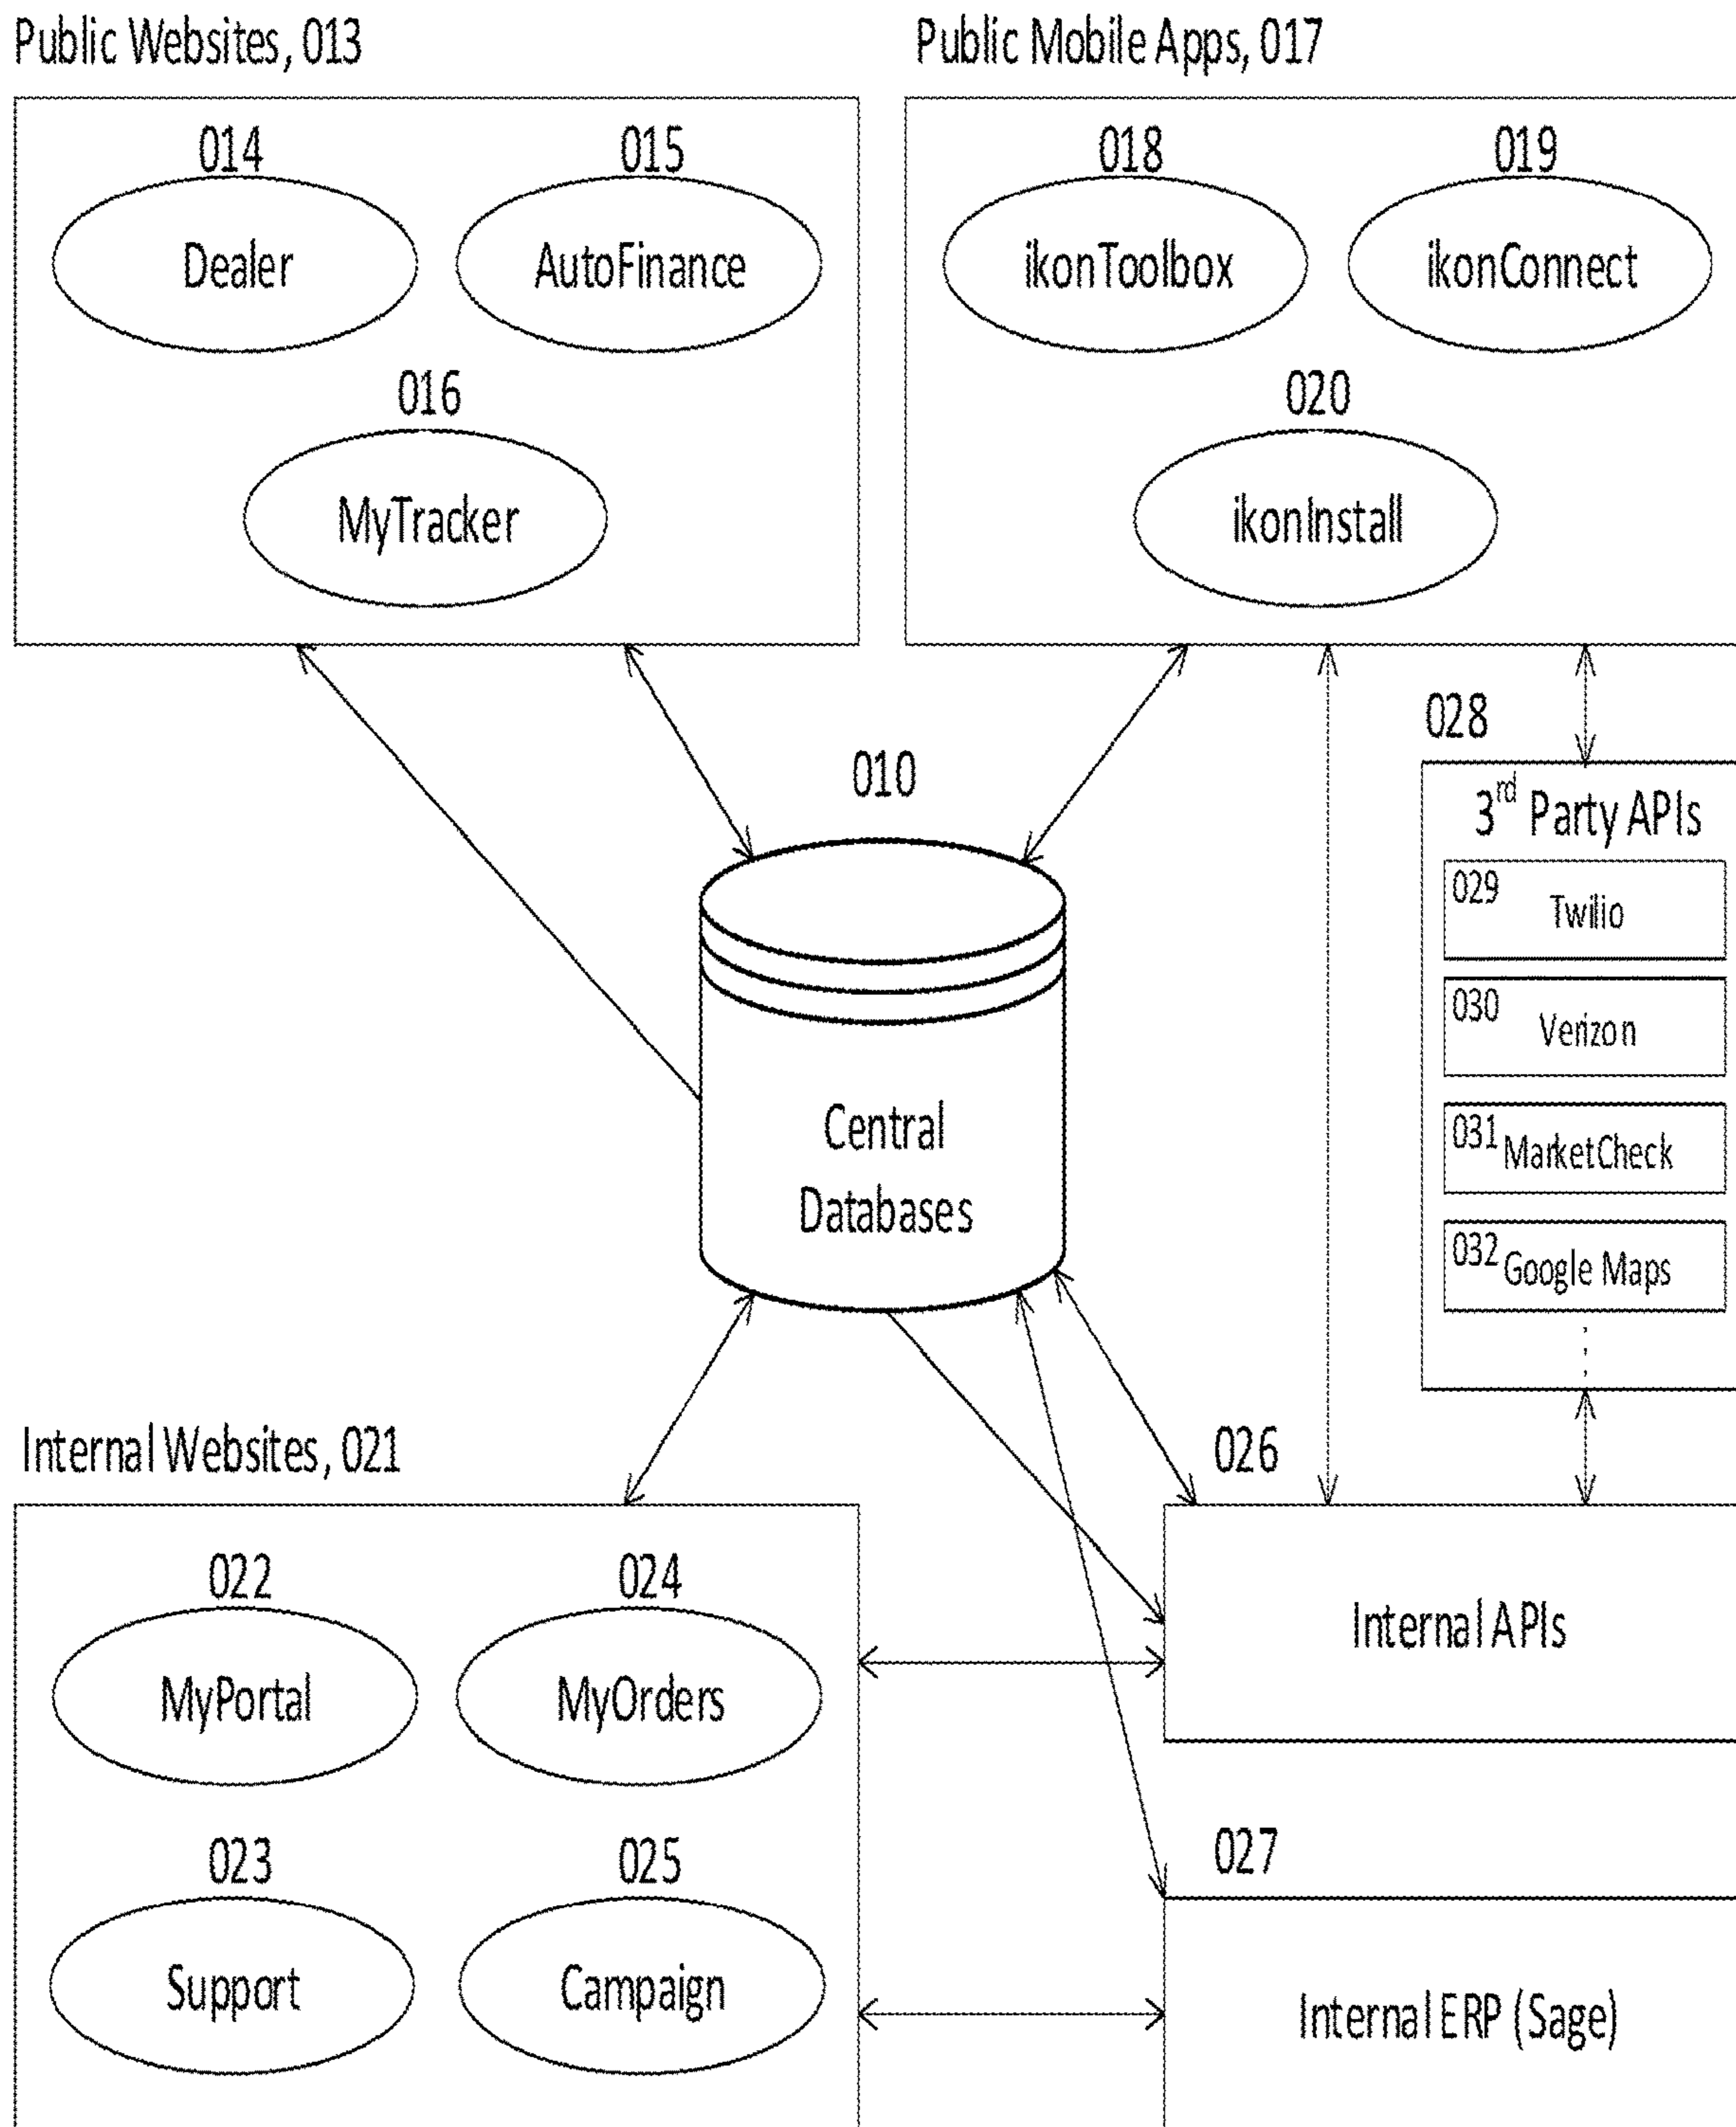 Public Websites, 013
014
Dealer
015
AutoFinance
016
MyTracker
Public Mobile Apps, 017
018
ikonToolbox
019
ikonConnect
020
ikonInstall
010
Central
Databases
028
3rd Party APIs
029
Twilio
030
Verizon
031
MarketCheck
032
Google Maps
Internal Websites, 021
022
MyPortal
024
MyOrders
023
Support
025
Campaign
026
Internal APIs
027
Internal ERP (Sage)